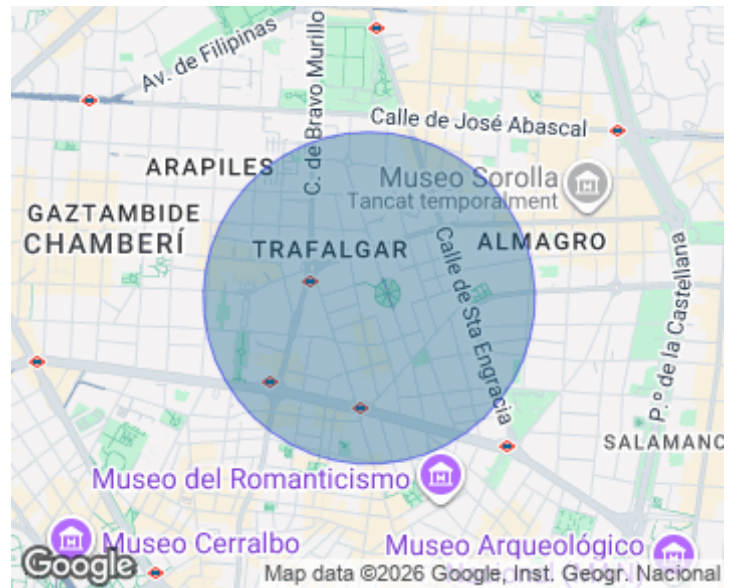 Av. de Filipinas
C. de Bravo Murillo
Calle de José Abascal
ARAPILES
Museo Sorolla
Tancat temporalment
GAZTAMBIDE
CHAMBERÍ
TRAFALGAR
ALMAGRO
Calle de Sta Engracia
P.º de la Castellana
SALAMANC
Museo del Romanticismo
Museo Cerralbo
Museo Arqueológico
Google
Map data ©2026 Google, Inst. Geogr. Nacional